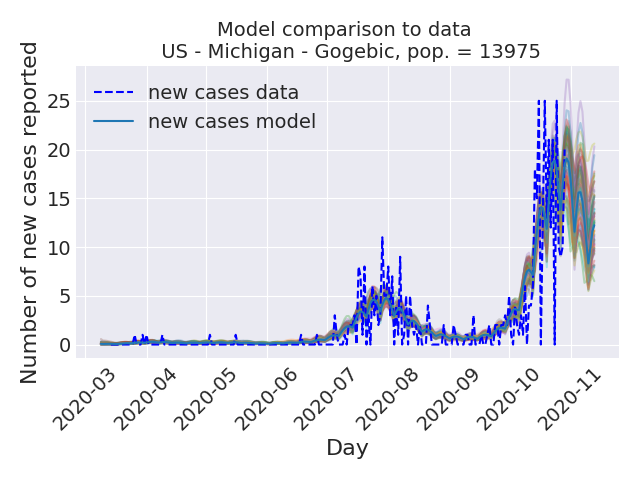 Model comparison to data
US - Michigan - Gogebic, pop. = 13975
Number of new cases reported
new cases data
new cases model
25
20
15
10
5
0
2020-03
2020-04
2020-05
2020-06
2020-07
2020-08
2020-09
2020-10
2020-11
Day